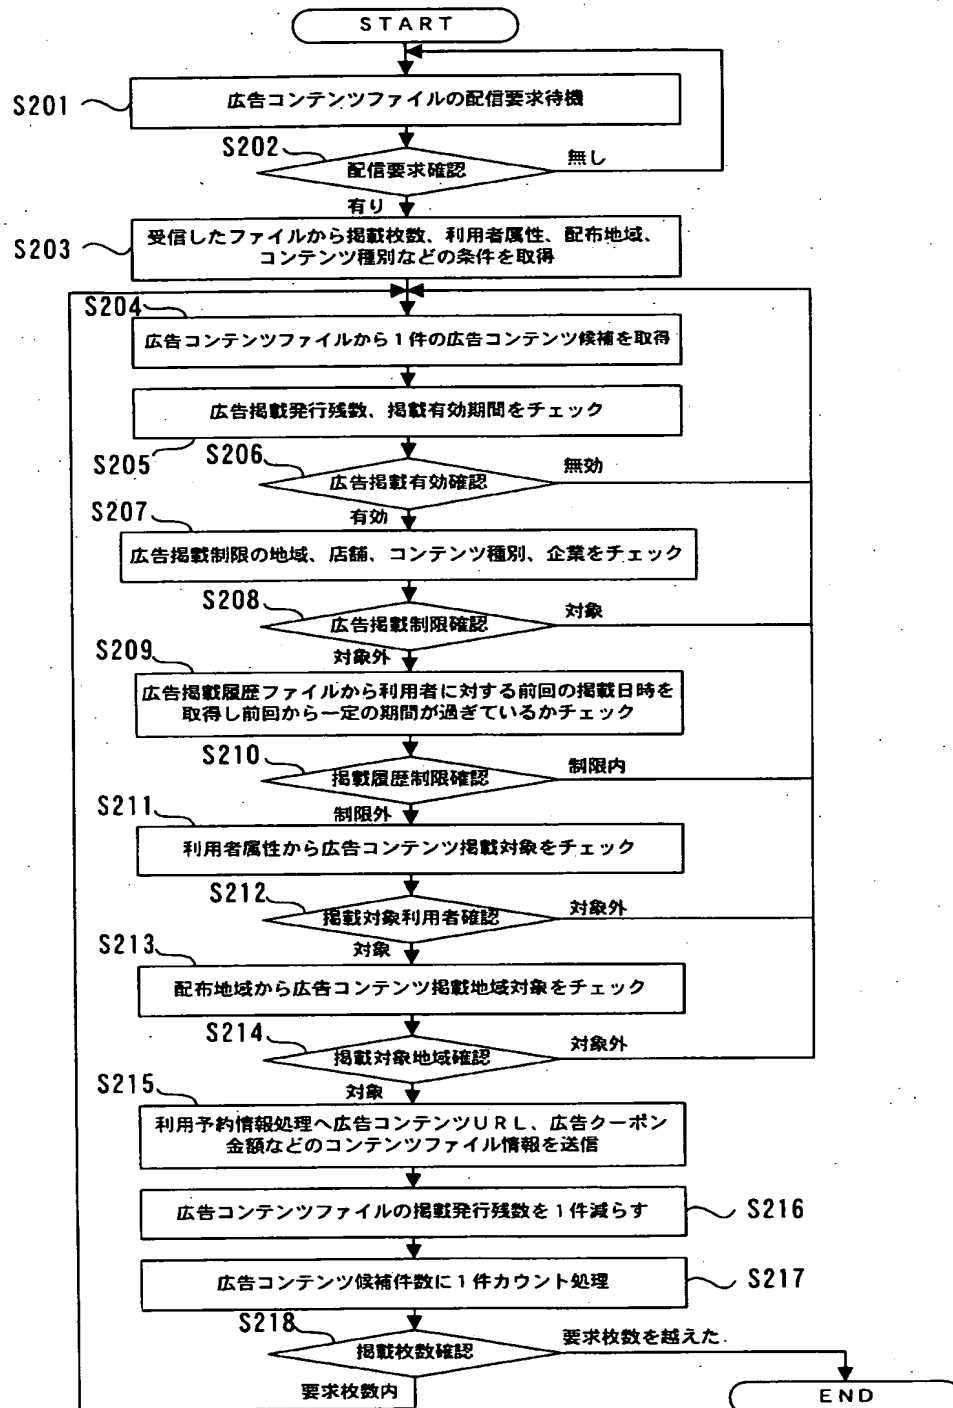 START
S201
広告コンテンツファイルの配信要求待機
S202
配信要求確認
無し
有り
S203
受信したファイルから掲載枚数、利用者属性、配布地域、
コンテンツ種別などの条件を取得
S204
広告コンテンツファイルから1件の広告コンテンツ候補を取得
広告掲載発行残数、掲載有効期間をチェック
S205
S206
広告掲載有効確認
無効
有効
S207
広告掲載制限の地域、店舗、コンテンツ種別、企業をチェック
S208
広告掲載制限確認
対象
対象外
S209
広告掲載履歴ファイルから利用者に対する前回の掲載日時を
取得し前回から一定の期間が過ぎているかチェック
S210
掲載履歴制限確認
制限内
制限外
S211
利用者属性から広告コンテンツ掲載対象をチェック
S212
掲載対象利用者確認
対象外
対象
S213
配布地域から広告コンテンツ掲載地域対象をチェック
S214
掲載対象地域確認
対象外
対象
S215
利用予約情報処理へ広告コンテンツURL、広告クーポン
金額などのコンテンツファイル情報を送信
広告コンテンツファイルの掲載発行残数を1件減らす
S216
広告コンテンツ候補件数に1件カウント処理
S217
S218
掲載枚数確認
要求枚数を越えた
要求枚数内
END